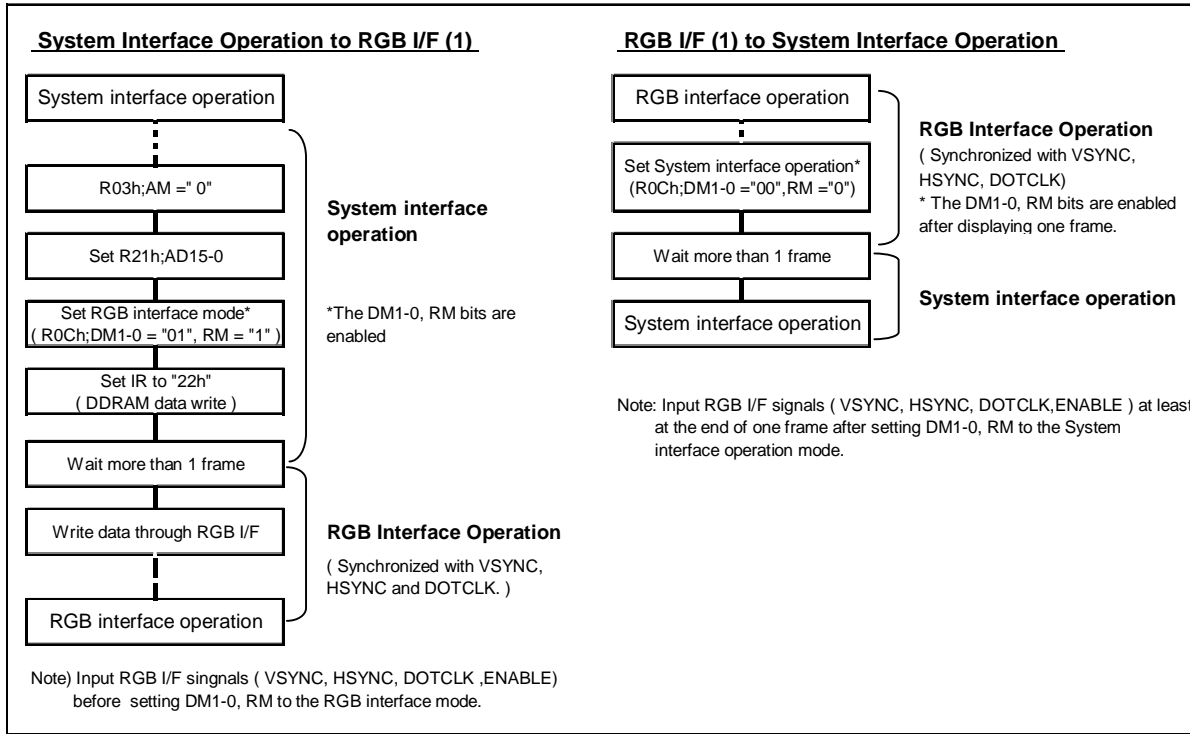 System Interface Operation to RGB I/F (1)
System interface operation
R03h;AM =" 0"
Set R21h;AD15-0
Set RGB interface mode*
( R0Ch;DM1-0 = "01", RM = "1" )
Set IR to "22h"
( DDRAM data write )
Wait more than 1 frame
Write data through RGB I/F
RGB interface operation
System interface
operation
*The DM1-0, RM bits are
enabled
RGB Interface Operation
( Synchronized with VSYNC,
HSYNC and DOTCLK. )
Note) Input RGB I/F singnals ( VSYNC, HSYNC, DOTCLK ,ENABLE)
before setting DM1-0, RM to the RGB interface mode.
RGB I/F (1) to System Interface Operation
RGB interface operation
Set System interface operation*
(R0Ch;DM1-0 ="00",RM ="0")
Wait more than 1 frame
System interface operation
RGB Interface Operation
( Synchronized with VSYNC,
HSYNC, DOTCLK)
* The DM1-0, RM bits are enabled
after displaying one frame.
System interface operation
Note: Input RGB I/F signals ( VSYNC, HSYNC, DOTCLK,ENABLE ) at least
at the end of one frame after setting DM1-0, RM to the System
interface operation mode.